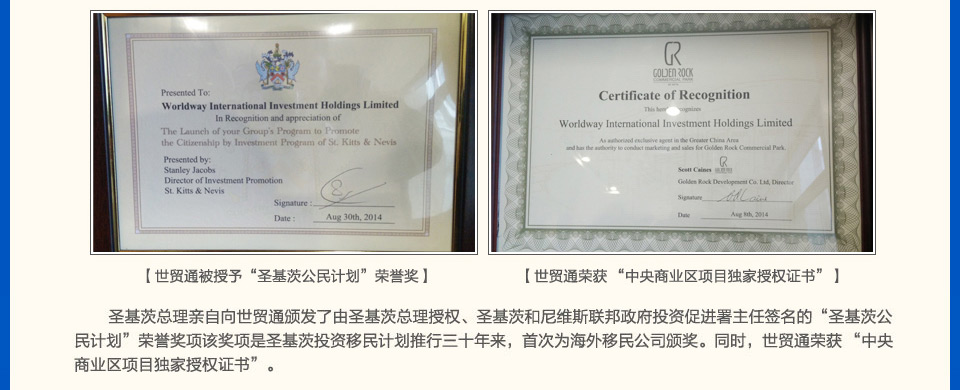 Presented To:
Worldway International Investment Holdings Limited
In Recognition and appreciation of
The Launch of your Group's Program to Promote
the Citizenship by Investment Program of St. Kitts & Nevis
Presented by:
Stanley Jacobs
Director of Investment Promotion
St. Kitts & Nevis
Signature :
Date : Aug 30th, 2014
GOLDEN ROCK
COMMERCIAL PARK
Certificate of Recognition
This hereby recognizes
Worldway International Investment Holdings Limited
As authorized exclusive agent in the Greater China Area
and has the authority to conduct marketing and sales for Golden Rock Commercial Park.
Scott Caines
Golden Rock Development Co. Ltd, Director
Signature
Date Aug 8th, 2014
【 世贸通被授予“圣基茨公民计划”荣誉奖 】
【 世贸通荣获 “中央商业区项目独家授权证书” 】
圣基茨总理亲自向世贸通颁发了由圣基茨总理授权、圣基茨和尼维斯联邦政府投资促进署主任签名的“圣基茨公
民计划”荣誉奖项该奖项是圣基茨投资移民计划推行三十年来，首次为海外移民公司颁奖。同时，世贸通荣获 “中央
商业区项目独家授权证书”。